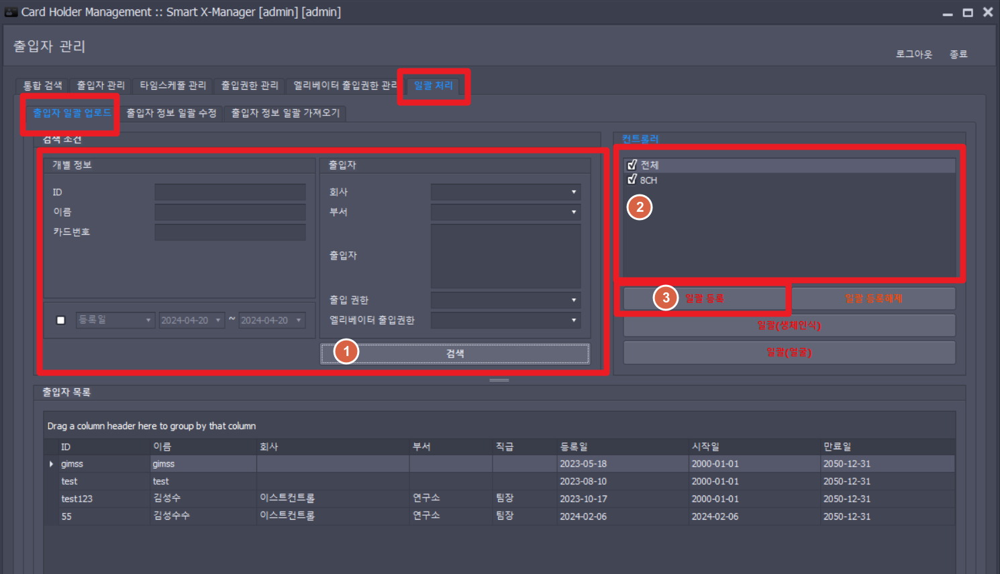 Card Holder Management :: Smart X-Manager [admin] [admin]
출입자 관리
로그아웃 종료
통합 검색 출입자 관리 타임스케줄 관리 출입권한 관리 엘리베이터 출입권한 관리 일괄 처리
출입자 일괄 업로드 출입자 정보 일괄 수정 출입자 정보 일괄 가져오기
검색 조건
개별 정보
ID
이름
카드번호
등록일 2024-04-20 ~ 2024-04-20
출입자
회사
부서
출입자
출입 권한
엘리베이터 출입권한
1 검색
컨트롤러
전체
8CH
2
3 일괄 등록 일괄 등록해제
일괄(생체인식)
일괄(얼굴)
출입자 목록
Drag a column header here to group by that column
ID 이름 회사 부서 직급 등록일 시작일 만료일
gimss gimss 2023-05-18 2000-01-01 2050-12-31
test test 2023-08-10 2000-01-01 2050-12-31
test123 김성수 이스트컨트롤 연구소 팀장 2023-10-17 2000-01-01 2050-12-31
55 김성수수 이스트컨트롤 연구소 팀장 2024-02-06 2024-02-06 2050-12-31